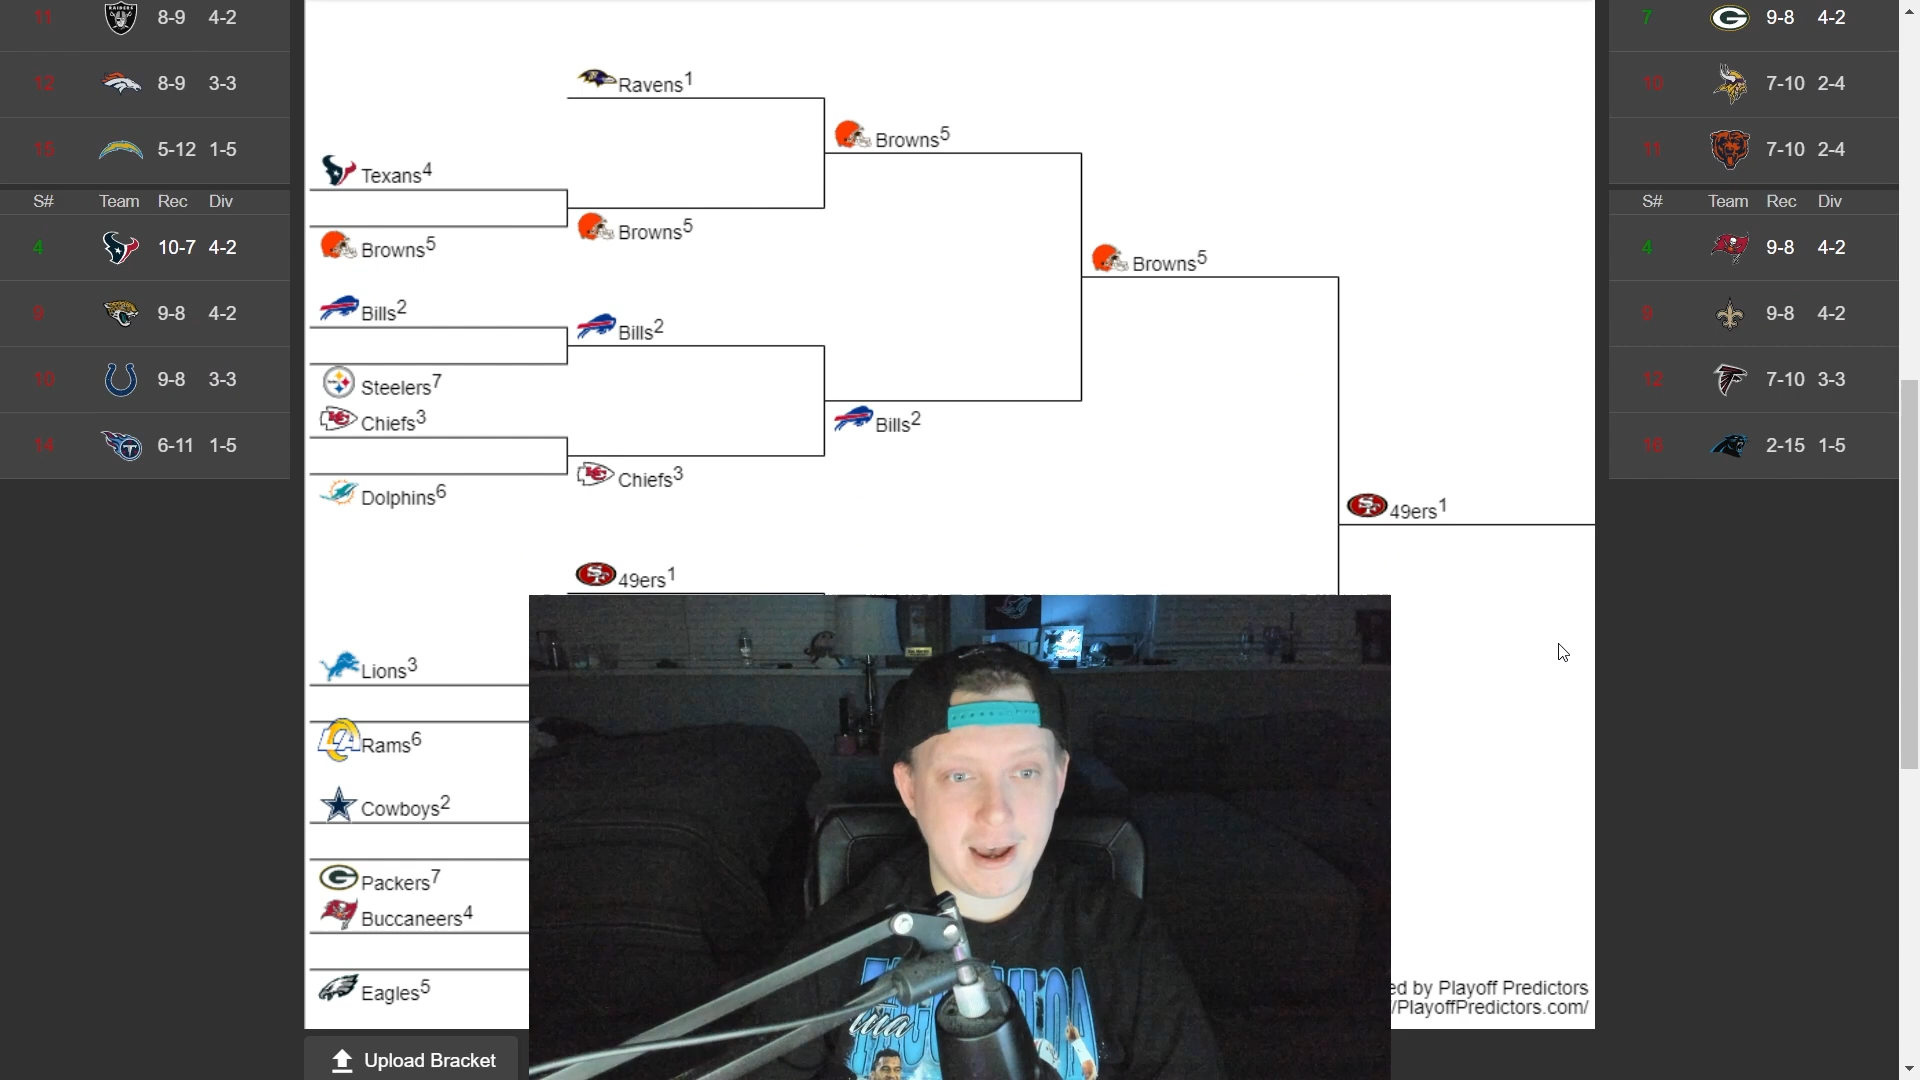 11 RAIDERS 8-9 4-2
12 8-9 3-3
15 5-12 1-5
S# Team Rec Div
4 10-7 4-2
9 9-8 4-2
10 9-8 3-3
14 6-11 1-5
Ravens1
Browns5
Texans4
Browns5
Browns5
Browns5
Bills2
Bills2
Steelers7
Chiefs3
Bills2
Chiefs3
Dolphins6
49ers1
49ers1
Lions3
Rams6
Cowboys2
Packers7
Buccaneers4
Eagles5
ed by Playoff Predictors
/PlayoffPredictors.com/
Upload Bracket
7 G 9-8 4-2
10 7-10 2-4
11 7-10 2-4
S# Team Rec Div
4 9-8 4-2
9 9-8 4-2
12 7-10 3-3
16 2-15 1-5